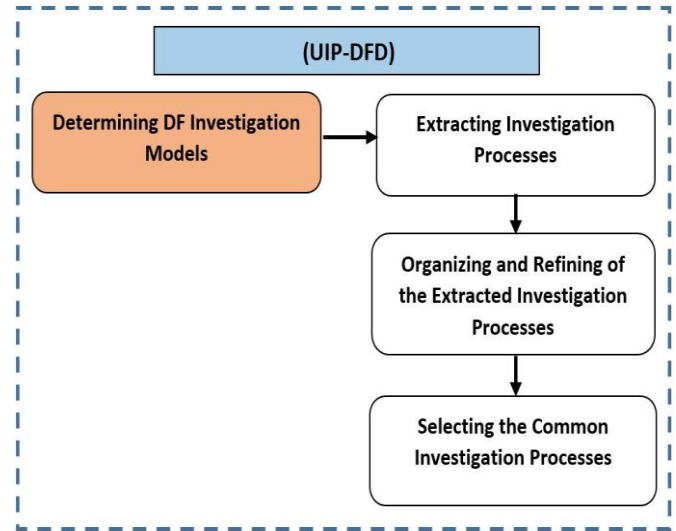 (UIP-DFD)
Determining DF Investigation
Models
Extracting Investigation
Processes
Organizing and Refining of
the Extracted Investigation
Processes
Selecting the Common
Investigation Processes